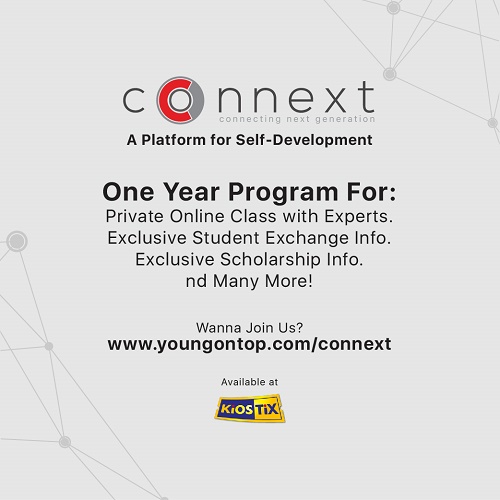 connext
connecting next generation
A Platform for Self-Development
One Year Program For:
Private Online Class with Experts.
Exclusive Student Exchange Info.
Exclusive Scholarship Info.
nd Many More!
Wanna Join Us?
www.youngontop.com/connext
Available at
KiOSTiX